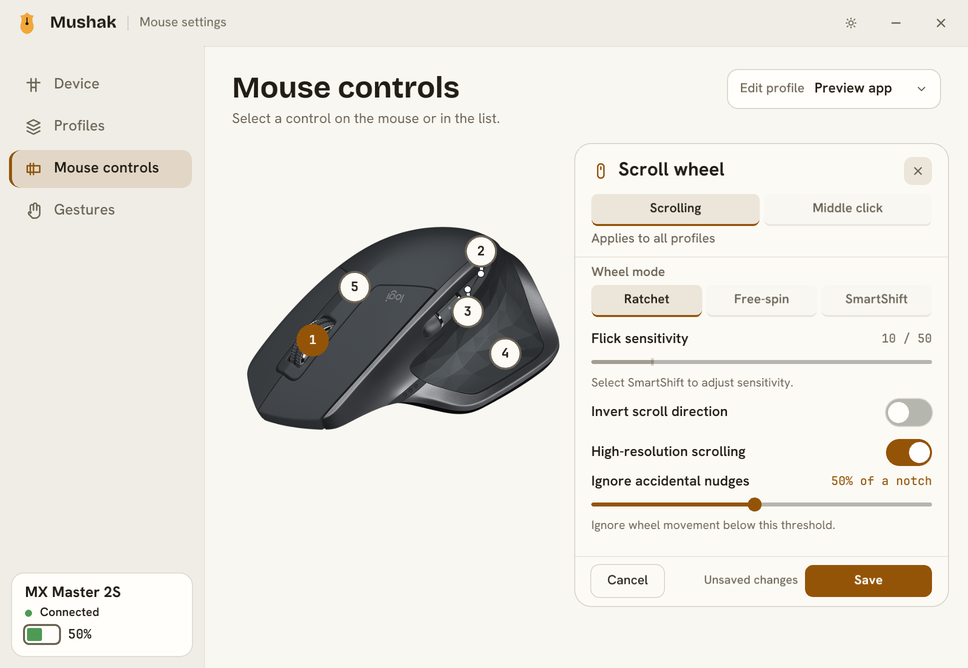 Mushak
Mouse settings
Device
Profiles
Mouse controls
Gestures
MX Master 2S
Connected
50%
Mouse controls
Select a control on the mouse or in the list.
Edit profile Preview app
1
2
3
4
5
logi
Scroll wheel
Scrolling
Middle click
Applies to all profiles
Wheel mode
Ratchet
Free-spin
SmartShift
Flick sensitivity
10 / 50
Select SmartShift to adjust sensitivity.
Invert scroll direction
High-resolution scrolling
Ignore accidental nudges
50% of a notch
Ignore wheel movement below this threshold.
Cancel
Unsaved changes
Save